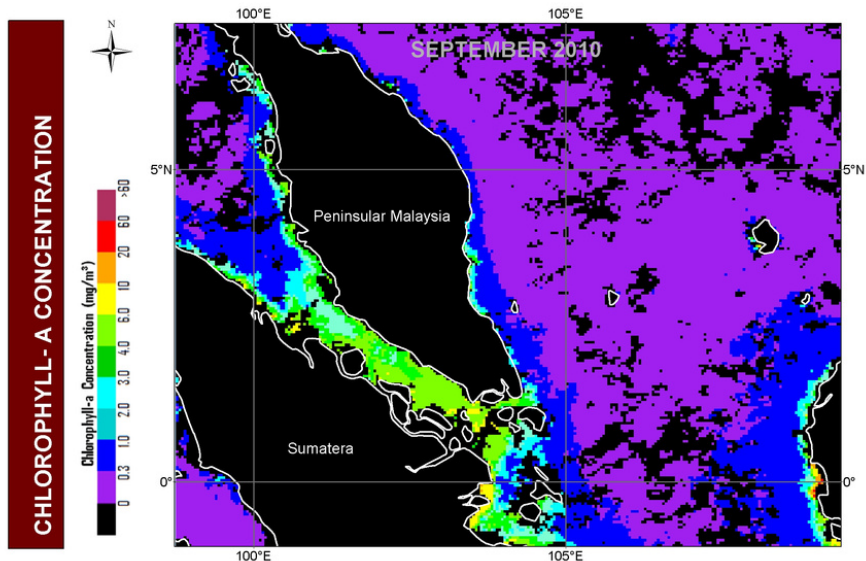 CHLOROPHYLL- A CONCENTRATION
N
Chlorophyll-a Concentration (mg/m³)
>60
60
20
10
6.0
4.0
3.0
2.0
1.0
0.3
0
100°E
105°E
SEPTEMBER 2010
5°N
5°N
Peninsular Malaysia
Sumatera
0°
0°
100°E
105°E